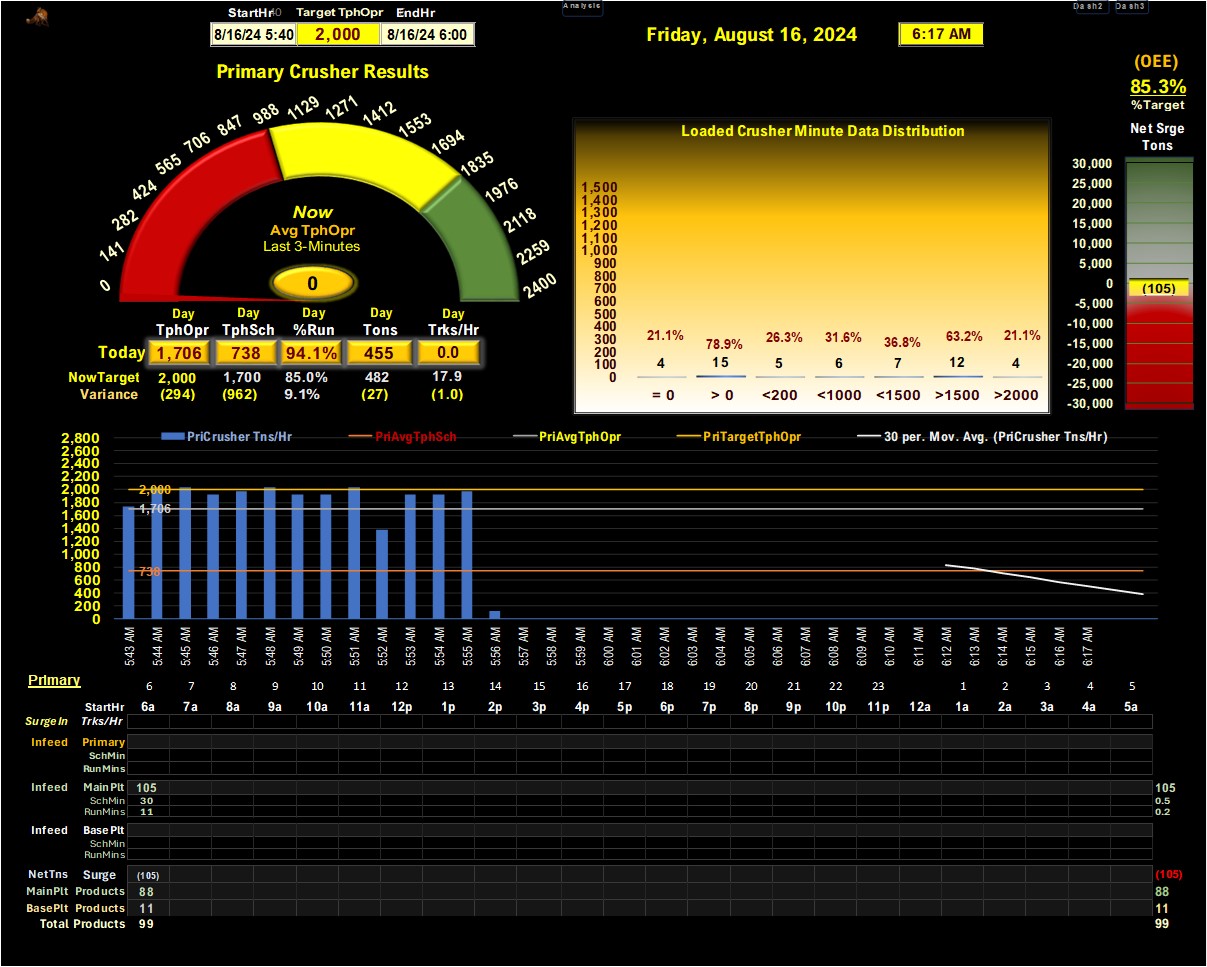 Analysis
Dash2 Dash3
StartHr Target TphOpr EndHr
8/16/24 5:40 2,000 8/16/24 6:00
Friday, August 16, 2024 6:17 AM
(OEE)
85.3%
%Target
Net Srge
Tons
Primary Crusher Results
0 141 282 424 565 706 847 988 1129 1271 1412 1553 1694 1835 1976 2118 2259 2400
Now
Avg TphOpr
Last 3-Minutes
0
Day Day Day Day Day
TphOpr TphSch %Run Tons Trks/Hr
Today 1,706 738 94.1% 455 0.0
NowTarget 2,000 1,700 85.0% 482 17.9
Variance (294) (962) 9.1% (27) (1.0)
Loaded Crusher Minute Data Distribution
1,500
1,400
1,300
1,200
1,100
1,000
900
800
700
600
500
400
300
200
100
0
21.1% 78.9% 26.3% 31.6% 36.8% 63.2% 21.1%
4 15 5 6 7 12 4
= 0 > 0 <200 <1000 <1500 >1500 >2000
30,000
25,000
20,000
15,000
10,000
5,000
0
-5,000
-10,000
-15,000
-20,000
-25,000
-30,000
(105)
PriCrusher Tns/Hr PriAvgTphSch PriAvgTphOpr PriTargetTphOpr 30 per. Mov. Avg. (PriCrusher Tns/Hr)
2,800
2,600
2,400
2,200
2,000
1,800
1,600
1,400
1,200
1,000
800
600
400
200
0
2,000
1,706
738
5:43 AM 5:44 AM 5:45 AM 5:46 AM 5:47 AM 5:48 AM 5:49 AM 5:50 AM 5:51 AM 5:52 AM 5:53 AM 5:54 AM 5:55 AM 5:56 AM 5:57 AM 5:58 AM 5:59 AM 6:00 AM 6:01 AM 6:02 AM 6:03 AM 6:04 AM 6:05 AM 6:06 AM 6:07 AM 6:08 AM 6:09 AM 6:10 AM 6:11 AM 6:12 AM 6:13 AM 6:14 AM 6:15 AM 6:16 AM 6:17 AM
Primary 6 7 8 9 10 11 12 13 14 15 16 17 18 19 20 21 22 23 1 2 3 4 5
StartHr 6a 7a 8a 9a 10a 11a 12p 1p 2p 3p 4p 5p 6p 7p 8p 9p 10p 11p 12a 1a 2a 3a 4a 5a
SurgeIn Trks/Hr
Infeed Primary
SchMin
RunMins
Infeed MainPlt 105 105
SchMin 30 0.5
RunMins 11 0.2
Infeed BasePlt
SchMin
RunMins
NetTns Surge (105) (105)
MainPlt Products 88 88
BasePlt Products 11 11
Total Products 99 99